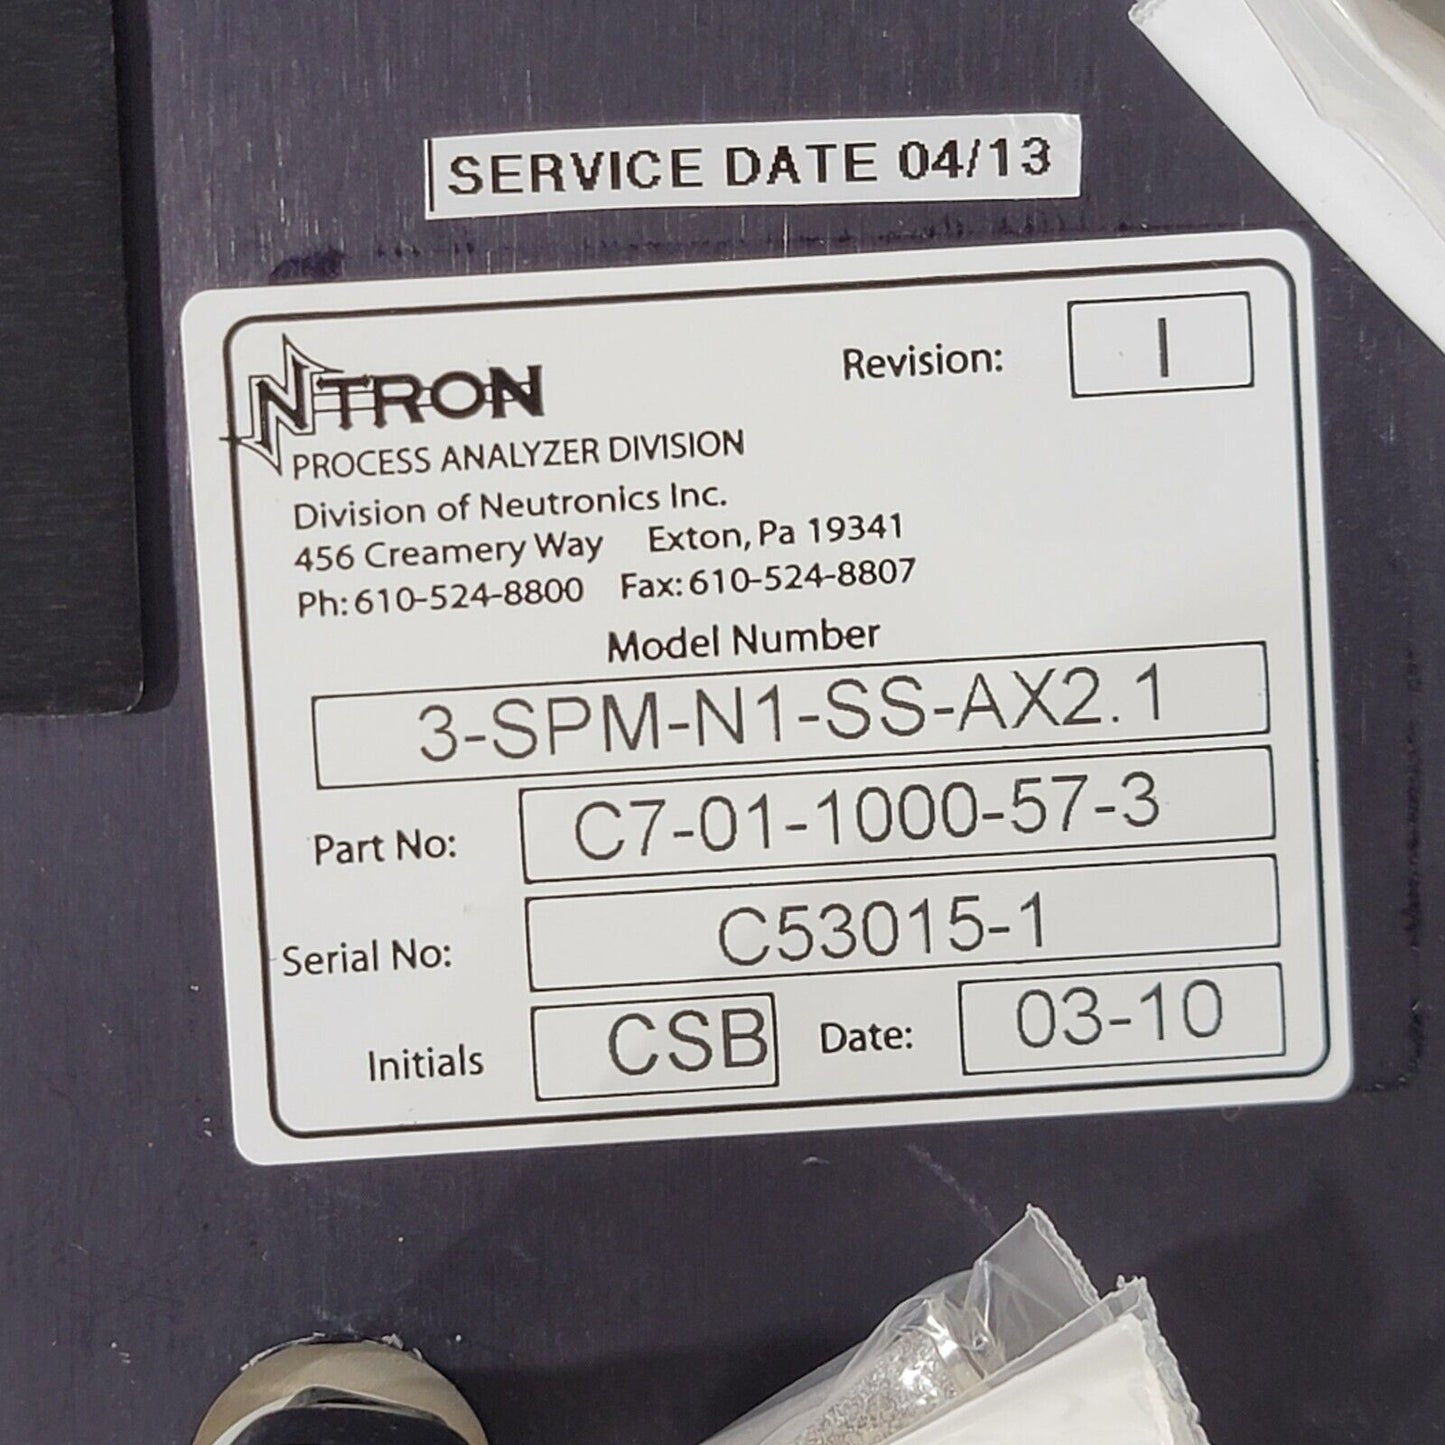 SERVICE DATE 04/13
NTRON
Revision: I
PROCESS ANALYZER DIVISION
Division of Neutronics Inc.
456 Creamery Way Exton, Pa 19341
Ph: 610-524-8800 Fax: 610-524-8807
Model Number
3-SPM-N1-SS-AX2.1
Part No: C7-01-1000-57-3
Serial No: C53015-1
Initials CSB Date: 03-10